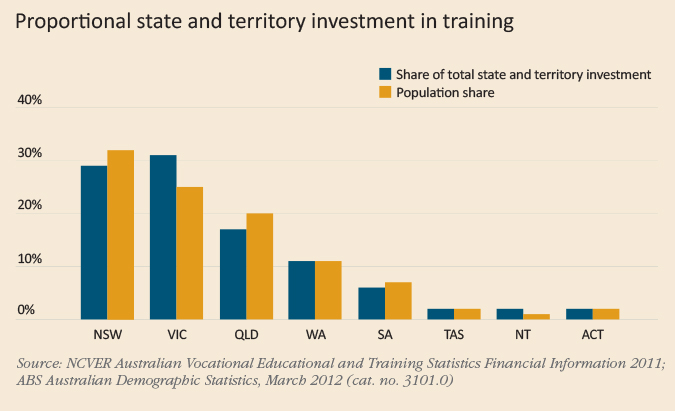 Proportional state and territory investment in training
Share of total state and territory investment
Population share
40%
30%
20%
10%
0%
NSW VIC QLD WA SA TAS NT ACT
Source: NCVER Australian Vocational Educational and Training Statistics Financial Information 2011;
ABS Australian Demographic Statistics, March 2012 (cat. no. 3101.0)